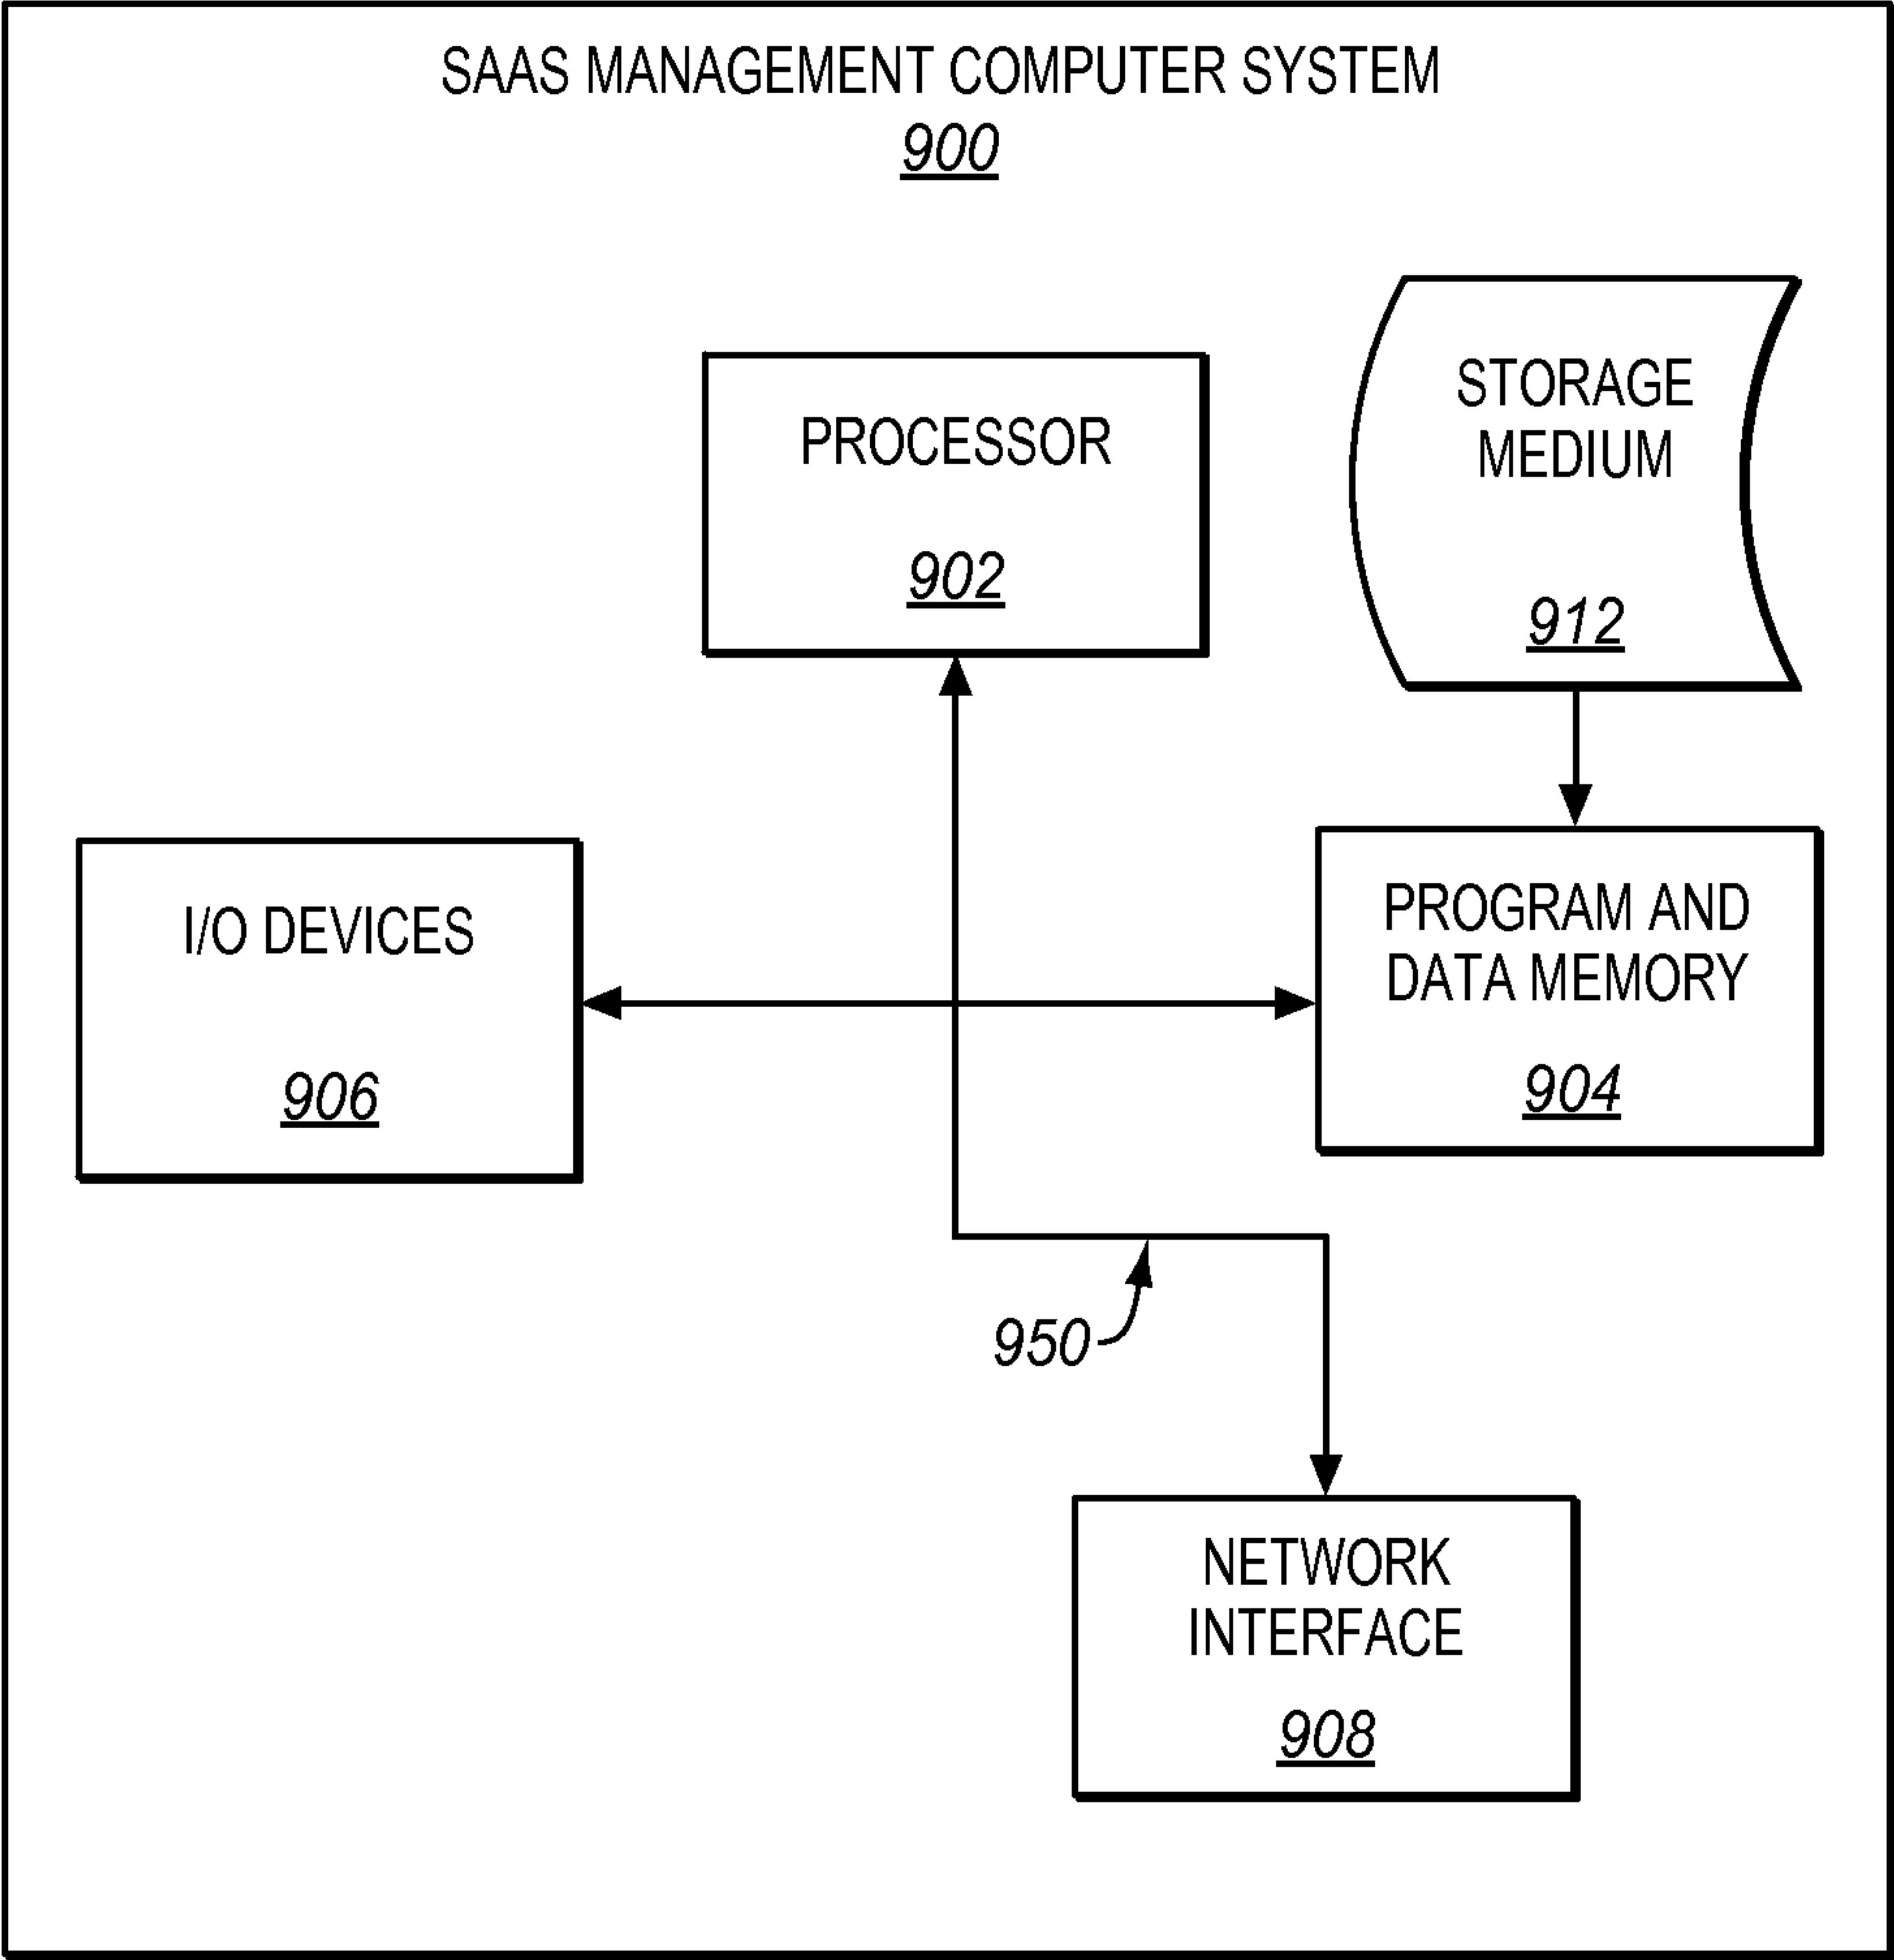 SAAS MANAGEMENT COMPUTER SYSTEM
900
PROCESSOR
902
STORAGE
MEDIUM
912
I/O DEVICES
906
PROGRAM AND
DATA MEMORY
904
950
NETWORK
INTERFACE
908